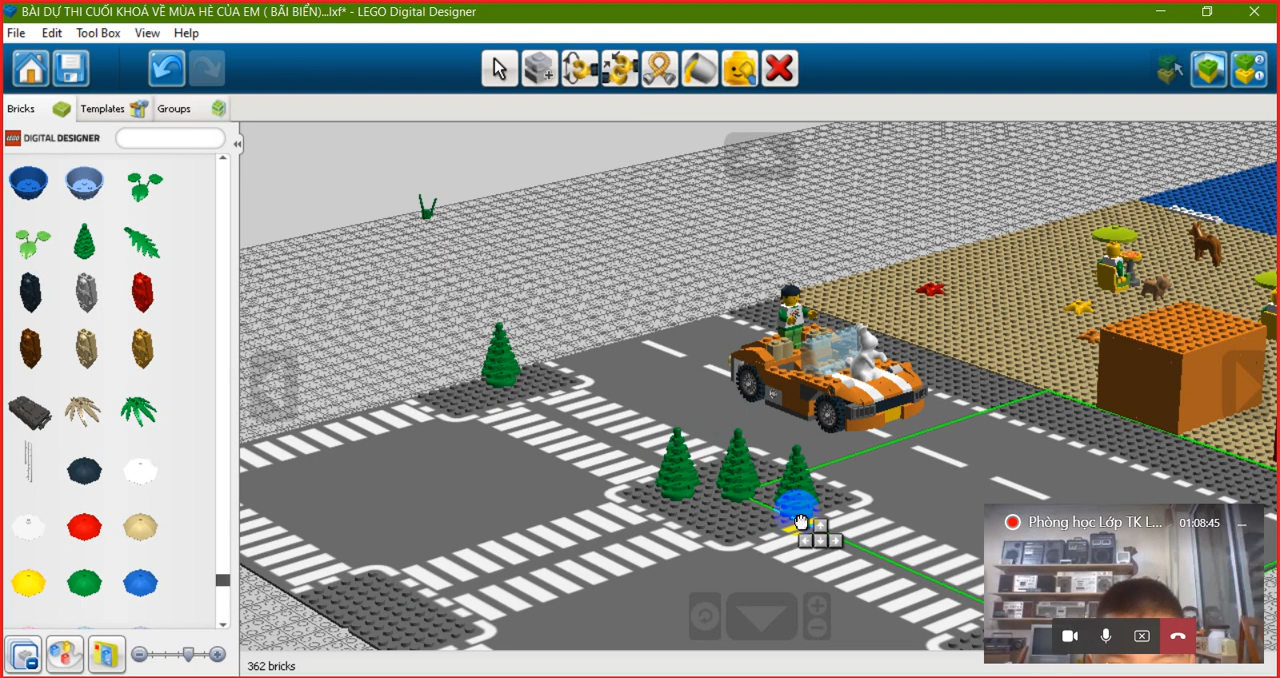 BÀI DỰ THI CUỐI KHOÁ VỀ MÙA HÈ CỦA EM ( BÃI BIỂN)...lxf* - LEGO Digital Designer
File Edit Tool Box View Help
Bricks Templates Groups
LEGO DIGITAL DESIGNER
Phòng học Lớp TK L... 01:08:45
362 bricks